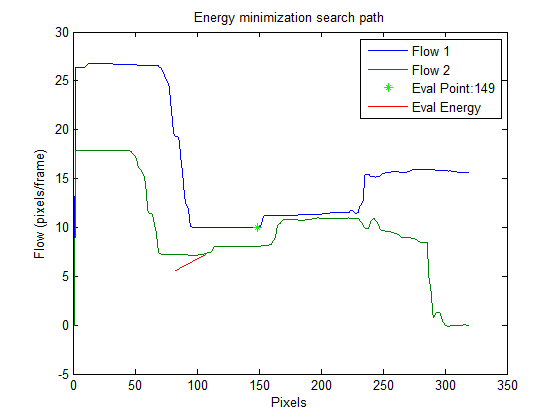 Energy minimization search path
Flow 1
Flow 2
Eval Point:149
Eval Energy
Flow (pixels/frame)
30
25
20
15
10
5
0
-5
0
50
100
150
200
250
300
350
Pixels